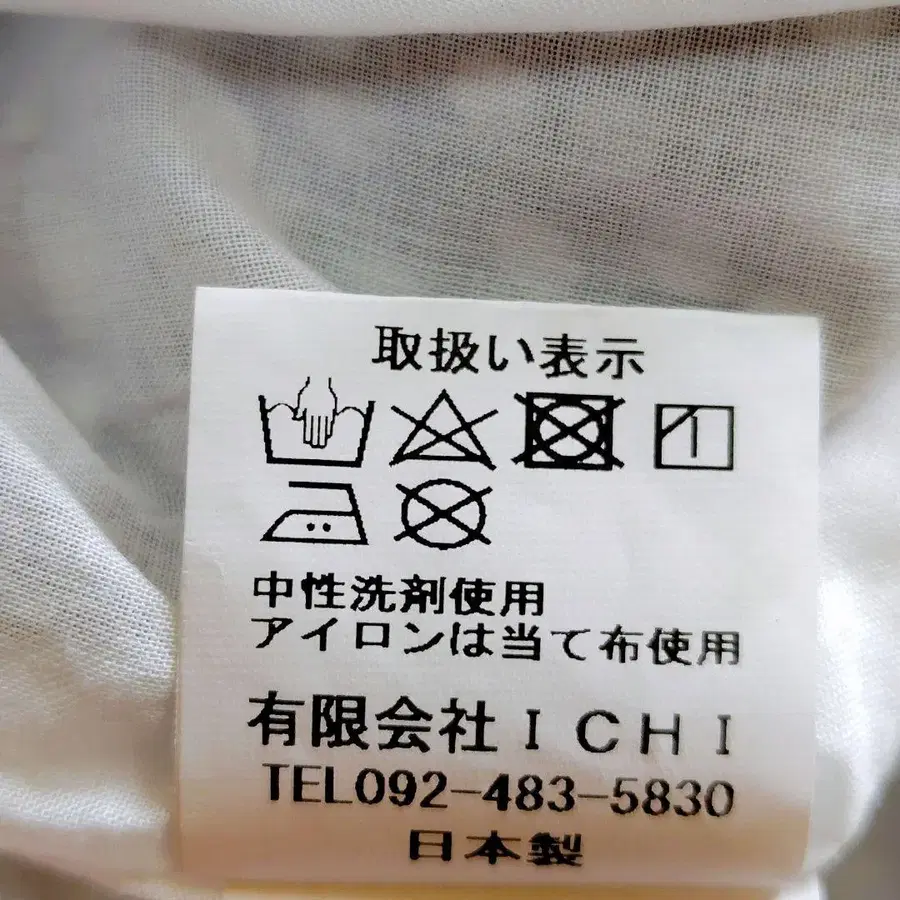 取扱い表示
中性洗剤使用
アイロンは当て布使用
有限会社ICHI
TEL092-483-5830
日本製